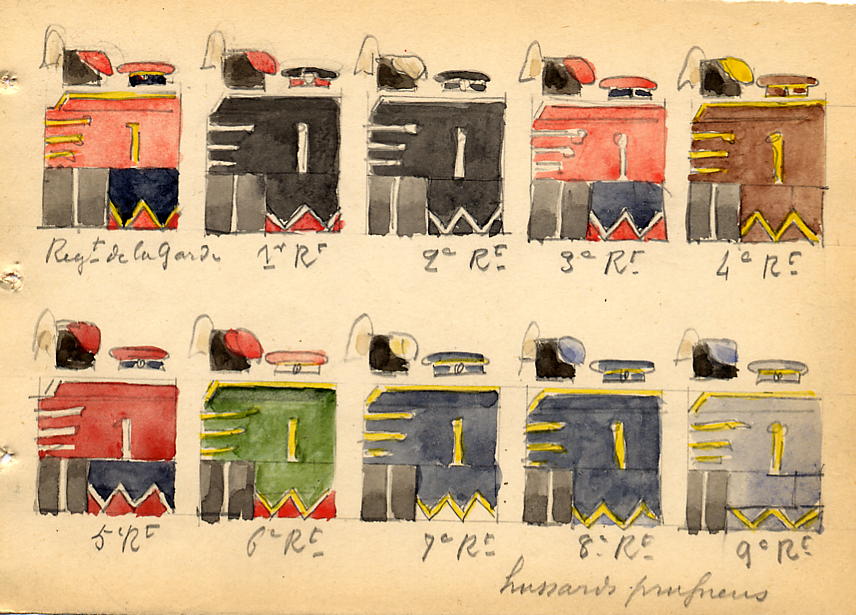 Regt de la Garde 1r Rt 2e Rt 3e Rt 4e Rt
5e Rt 6e Rt 7e Rt 8e Rt 9e Rt
hussards prussiens